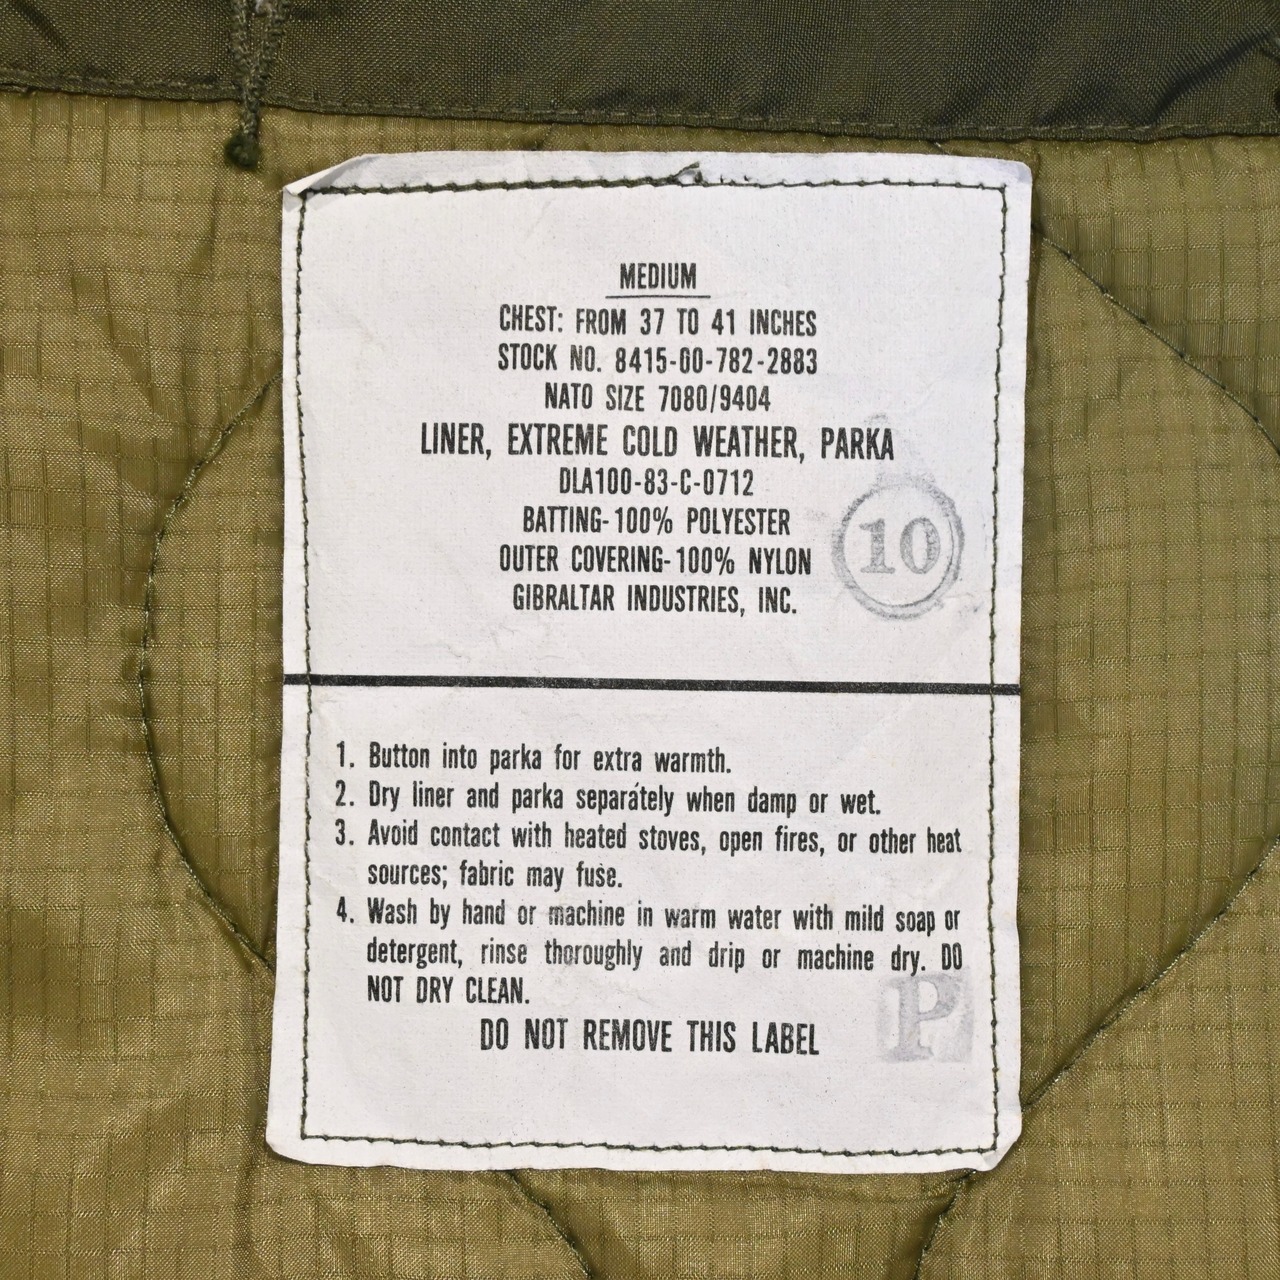 MEDIUM
CHEST: FROM 37 TO 41 INCHES
STOCK NO. 8415-00-782-2883
NATO SIZE 7080/9404
LINER, EXTREME COLD WEATHER, PARKA
DLA100-83-C-0712
BATTING-100% POLYESTER
OUTER COVERING-100% NYLON
GIBRALTAR INDUSTRIES, INC.
10
1. Button into parka for extra warmth.
2. Dry liner and parka separately when damp or wet.
3. Avoid contact with heated stoves, open fires, or other heat
sources; fabric may fuse.
4. Wash by hand or machine in warm water with mild soap or
detergent, rinse thoroughly and drip or machine dry. DO
NOT DRY CLEAN.
DO NOT REMOVE THIS LABEL
P